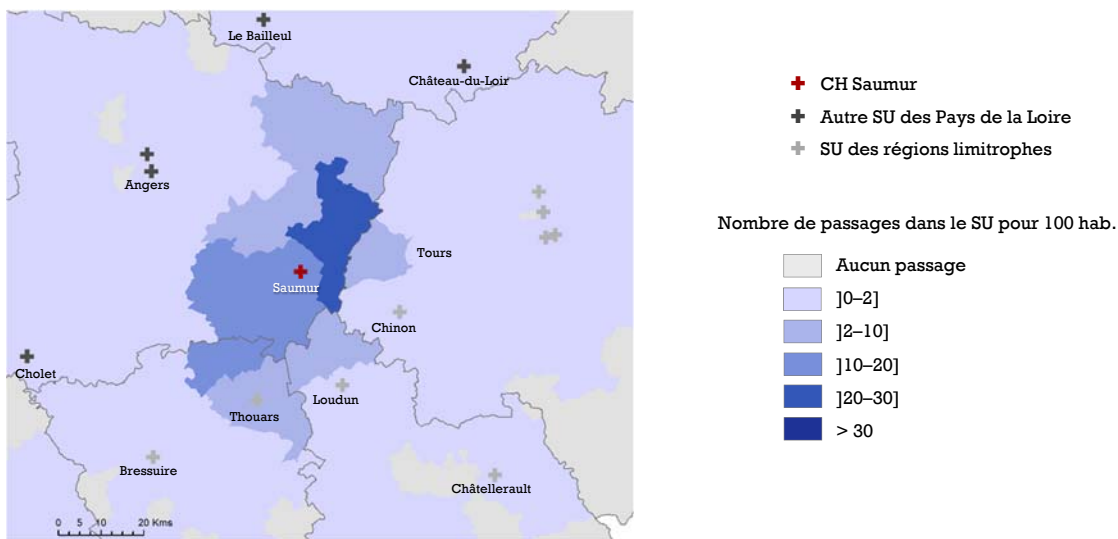 Le Bailleul
Château-du-Loir
Angers
Tours
Saumur
Chinon
Cholet
Loudun
Thouars
Bressuire
Châtellerault
0 5 10 20 Kms
CH Saumur
Autre SU des Pays de la Loire
SU des régions limitrophes
Nombre de passages dans le SU pour 100 hab.
Aucun passage
]0–2]
]2–10]
]10–20]
]20–30]
> 30